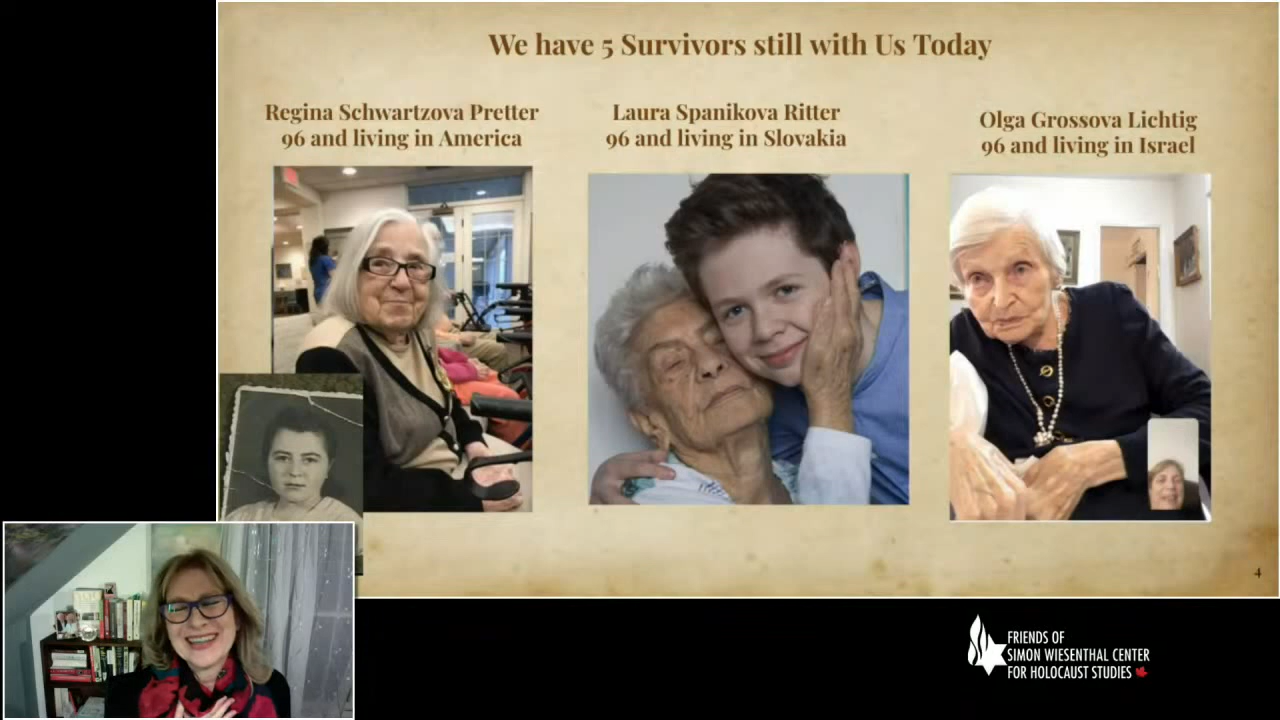 We have 5 Survivors still with Us Today
Regina Schwartzova Pretter
96 and living in America
Laura Spanikova Ritter
96 and living in Slovakia
Olga Grossova Lichtig
96 and living in Israel
4
FRIENDS OF
SIMON WIESENTHAL CENTER
FOR HOLOCAUST STUDIES